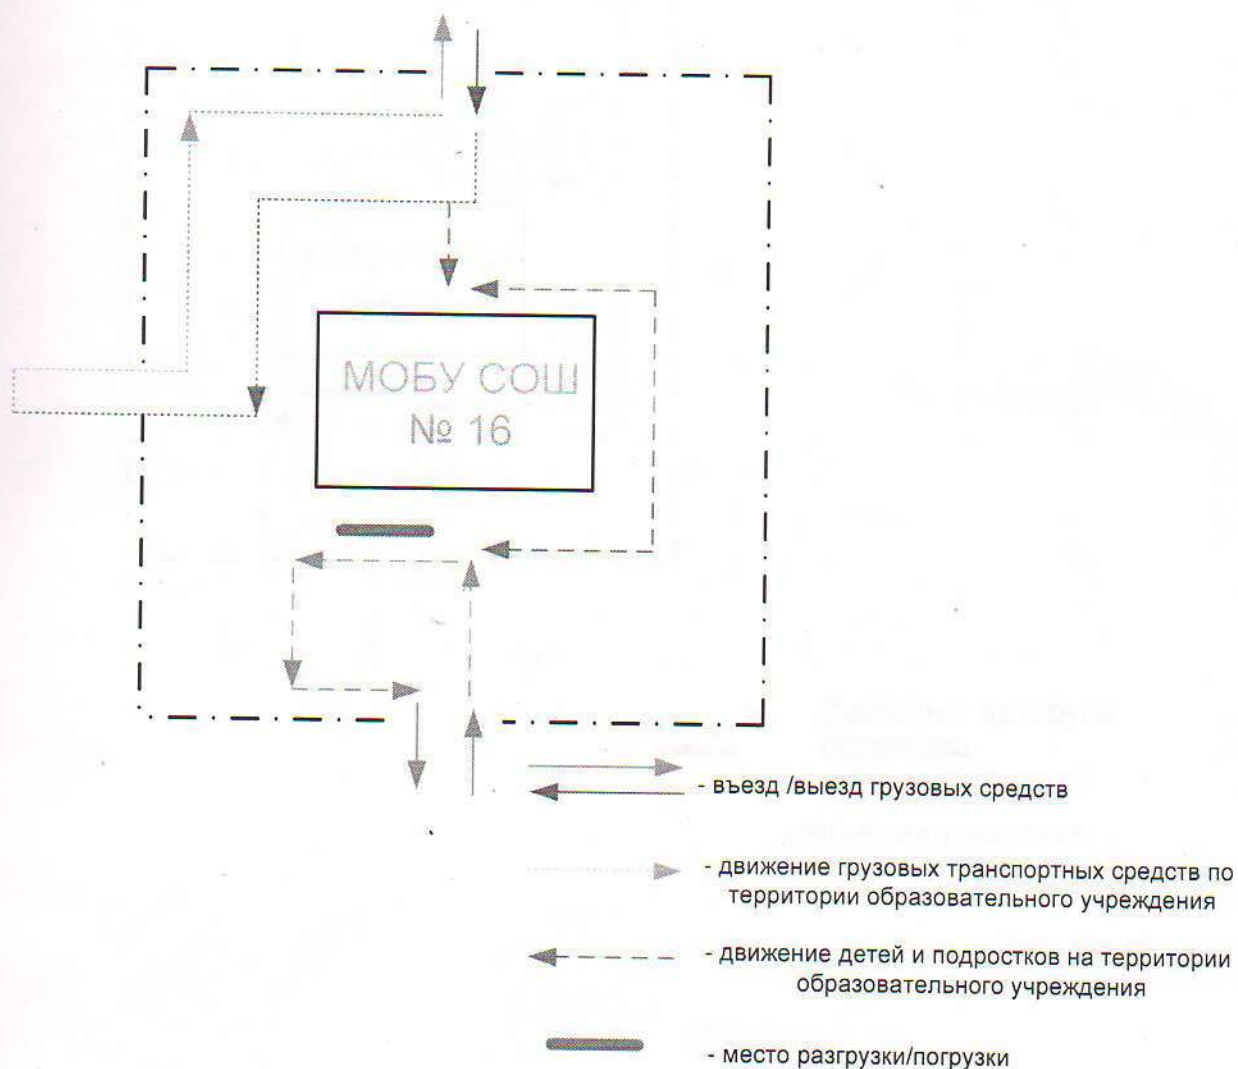 МОБУ СОШ
№ 16
- въезд /выезд грузовых средств
- движение грузовых транспортных средств по
территории образовательного учреждения
- движение детей и подростков на территории
образовательного учреждения
- место разгрузки/погрузки